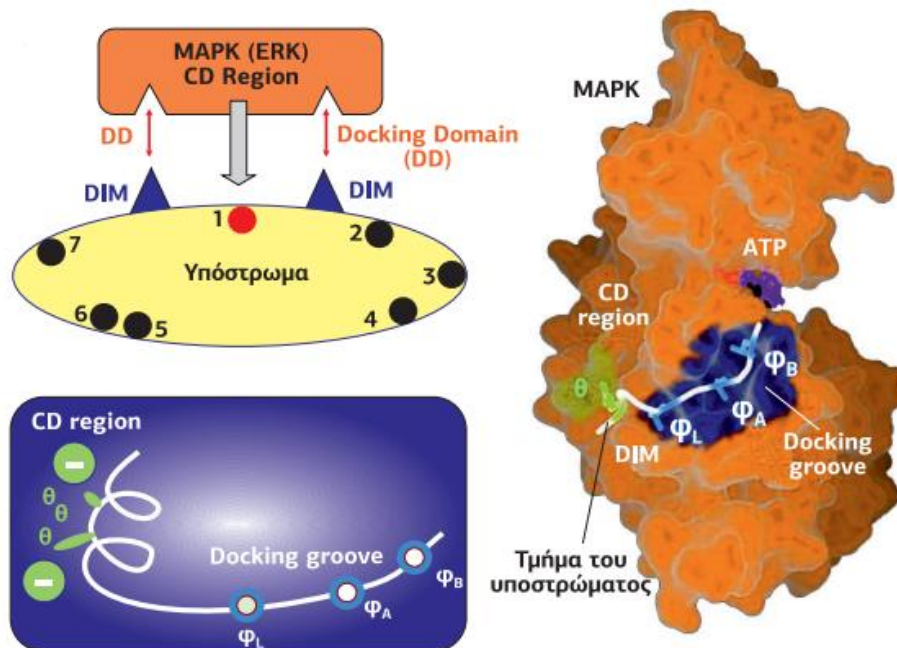 MAPK (ERK)
CD Region
DD
Docking Domain
(DD)
DIM
DIM
1
2
3
4
5
6
7
Υπόστρωμα
CD region
θ
θ
θ
Docking groove
φL
φA
φB
MAPK
ATP
CD
region
θ
φB
φA
φL
DIM
Docking
groove
Τμήμα του
υποστρώματος